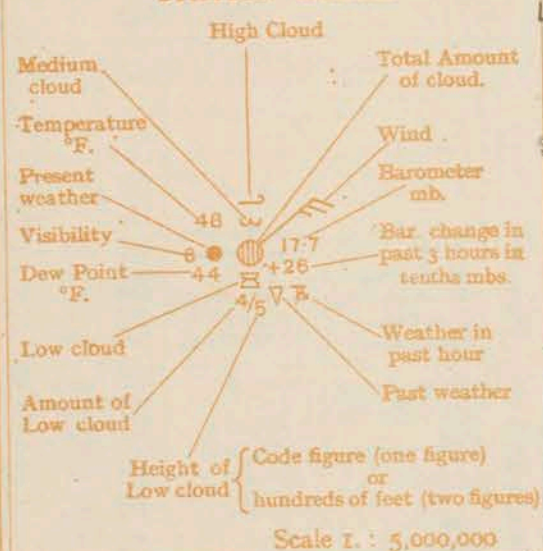 High Cloud
Medium
cloud
Total Amount
of cloud.
Temperature
°F.
Wind
Present
weather
Barometer
mb.
Visibility
Bar. change in
past 3 hours in
tenths mbs.
Dew Point
°F.
46
17·7
8
+26
44
4/5
Low cloud
Weather in
past hour
Amount of
Low cloud
Past weather
Height of
Low cloud
Code figure (one figure)
or
hundreds of feet (two figures)
Scale 1. : 5,000,000